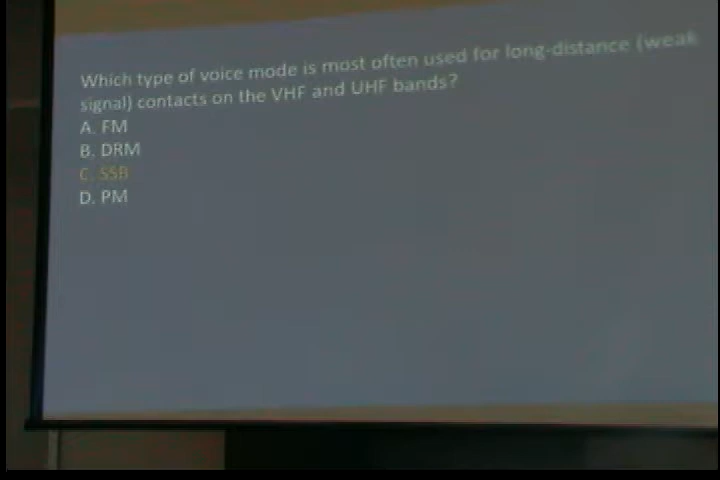 Which type of voice mode is most often used for long-distance (weak
signal) contacts on the VHF and UHF bands?
A. FM
B. DRM
C. SSB
D. PM